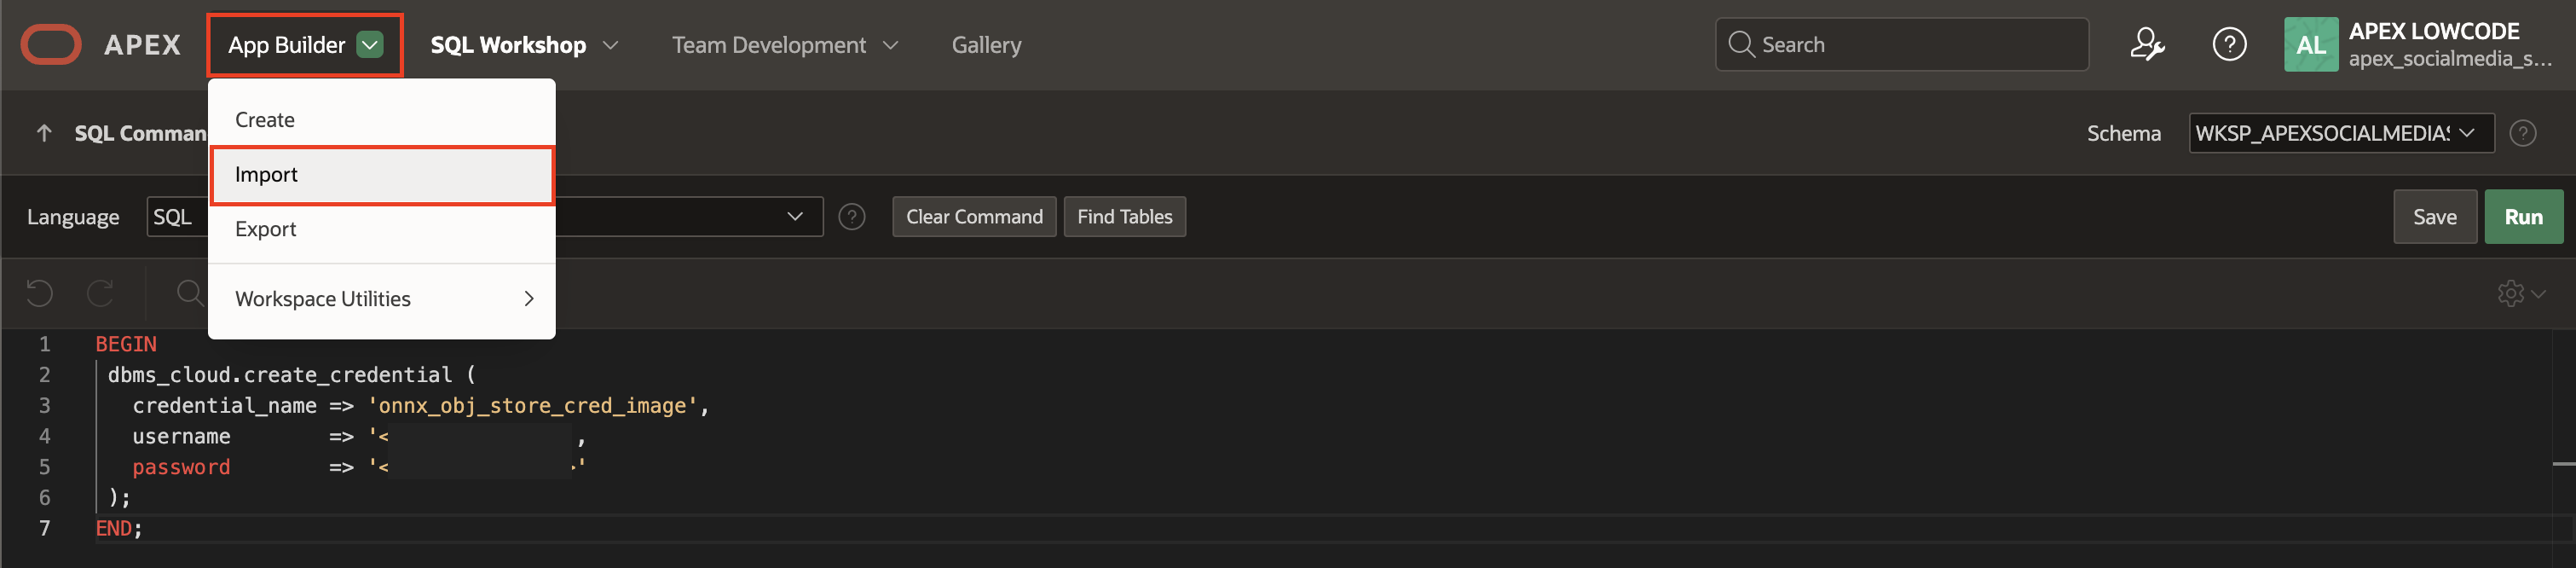 APEX App Builder SQL Workshop Team Development Gallery Search AL APEX LOWCODE
apex_socialmedia_s...
Create
SQL Comman Schema WKSP_APEXSOCIALMEDIAS
Import
Language SQL Clear Command Find Tables Save Run
Export
Workspace Utilities
1 BEGIN
2 dbms_cloud.create_credential (
3 credential_name => 'onnx_obj_store_cred_image',
4 username => '< ,
5 password => '< >'
6 );
7 END;